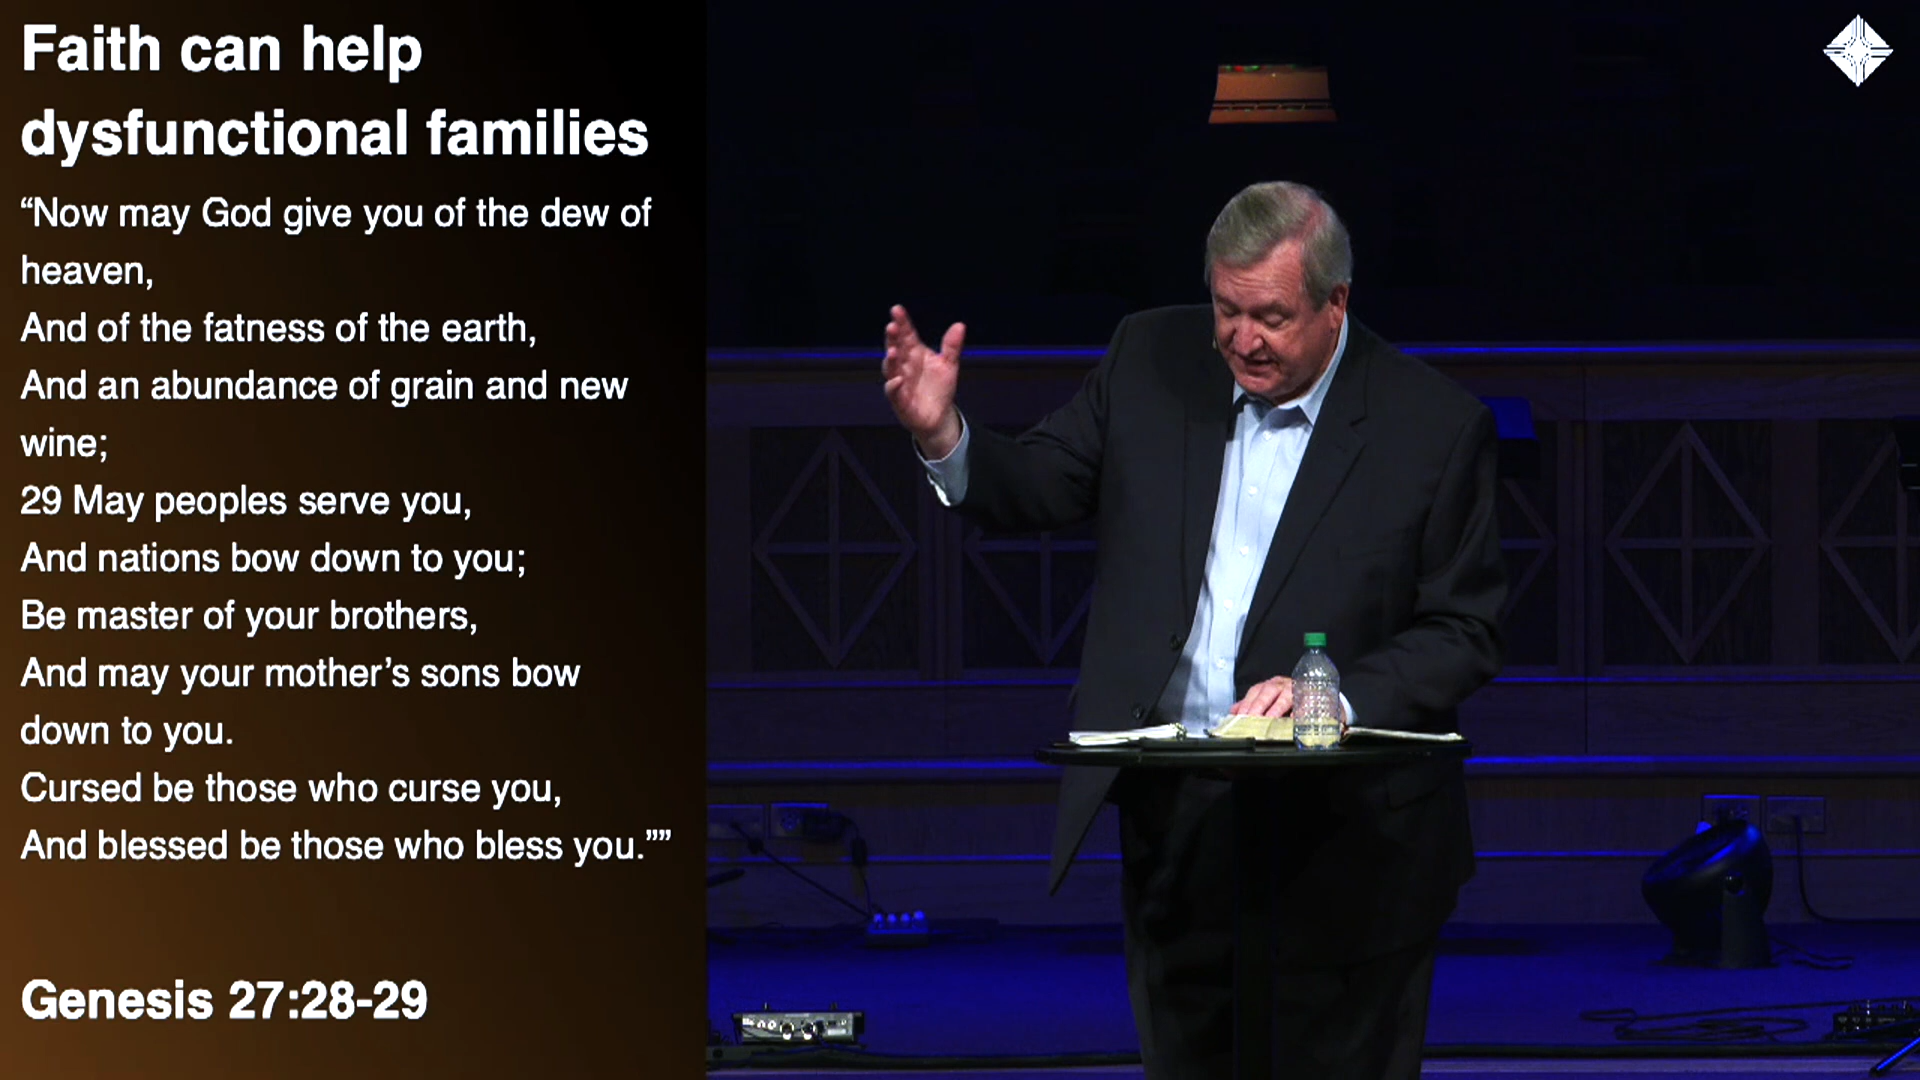 Faith can help
dysfunctional families
“Now may God give you of the dew of
heaven,
And of the fatness of the earth,
And an abundance of grain and new
wine;
29 May peoples serve you,
And nations bow down to you;
Be master of your brothers,
And may your mother’s sons bow
down to you.
Cursed be those who curse you,
And blessed be those who bless you.””
Genesis 27:28-29